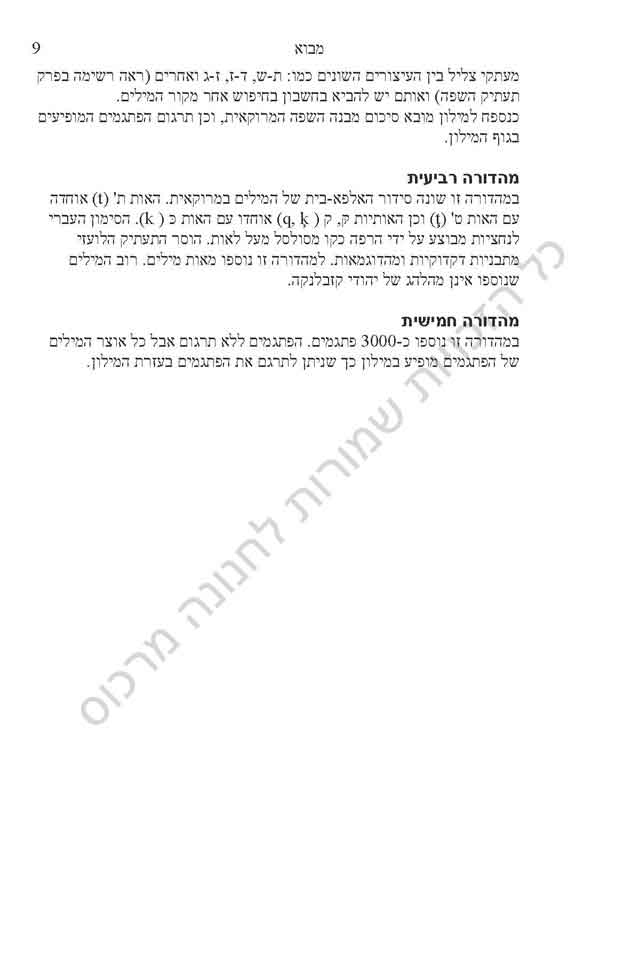 מבוא 9
מעתקי צליל בין העיצורים השונים כמו: ת-ש, ד-ז, ז-ג ואחרים (ראה רשימה בפרק
תעתיק השפה) ואותם יש להביא בחשבון בחיפוש אחר מקור המילים.
כנספח למילון מובא סיכום מבנה השפה המרוקאית, וכן תרגום הפתגמים המופיעים
בגוף המילון.
מהדורה רביעית
במהדורה זו שונה סידור האלפא-בית של המילים במרוקאית. האות ת' (t) אוחדה
עם האות ט' (ţ) וכן האותיות ק, ק ( q, ķ) אוחדו עם האות כ ( k). הסימון העברי
לנחציות מבוצע על ידי הרפה כקו מסולסל מעל לאות. הוסר התעתיק הלועזי
מתבניות דקדוקיות ומהדוגמאות. למהדורה זו נוספו מאות מילים. רוב המילים
שנוספו אינן מהלהג של יהודי קזבלנקה.
מהדורה חמישית
במהדורה זו נוספו כ-3000 פתגמים. הפתגמים ללא תרגום אבל כל אוצר המילים
של הפתגמים מופיע במילון כך שניתן לתרגם את הפתגמים בעזרת המילון.
כל הזכויות שמורות לחנונה מרכוס